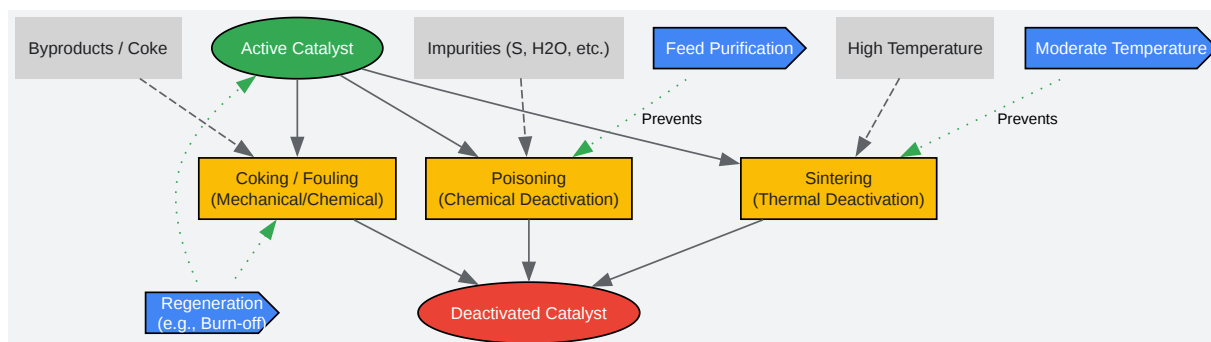 Byproducts / Coke
Active Catalyst
Impurities (S, H2O, etc.)
Feed Purification
High Temperature
Moderate Temperature
Prevents
Prevents
Coking / Fouling
(Mechanical/Chemical)
Poisoning
(Chemical Deactivation)
Sintering
(Thermal Deactivation)
Regeneration
(e.g., Burn-off)
Deactivated Catalyst